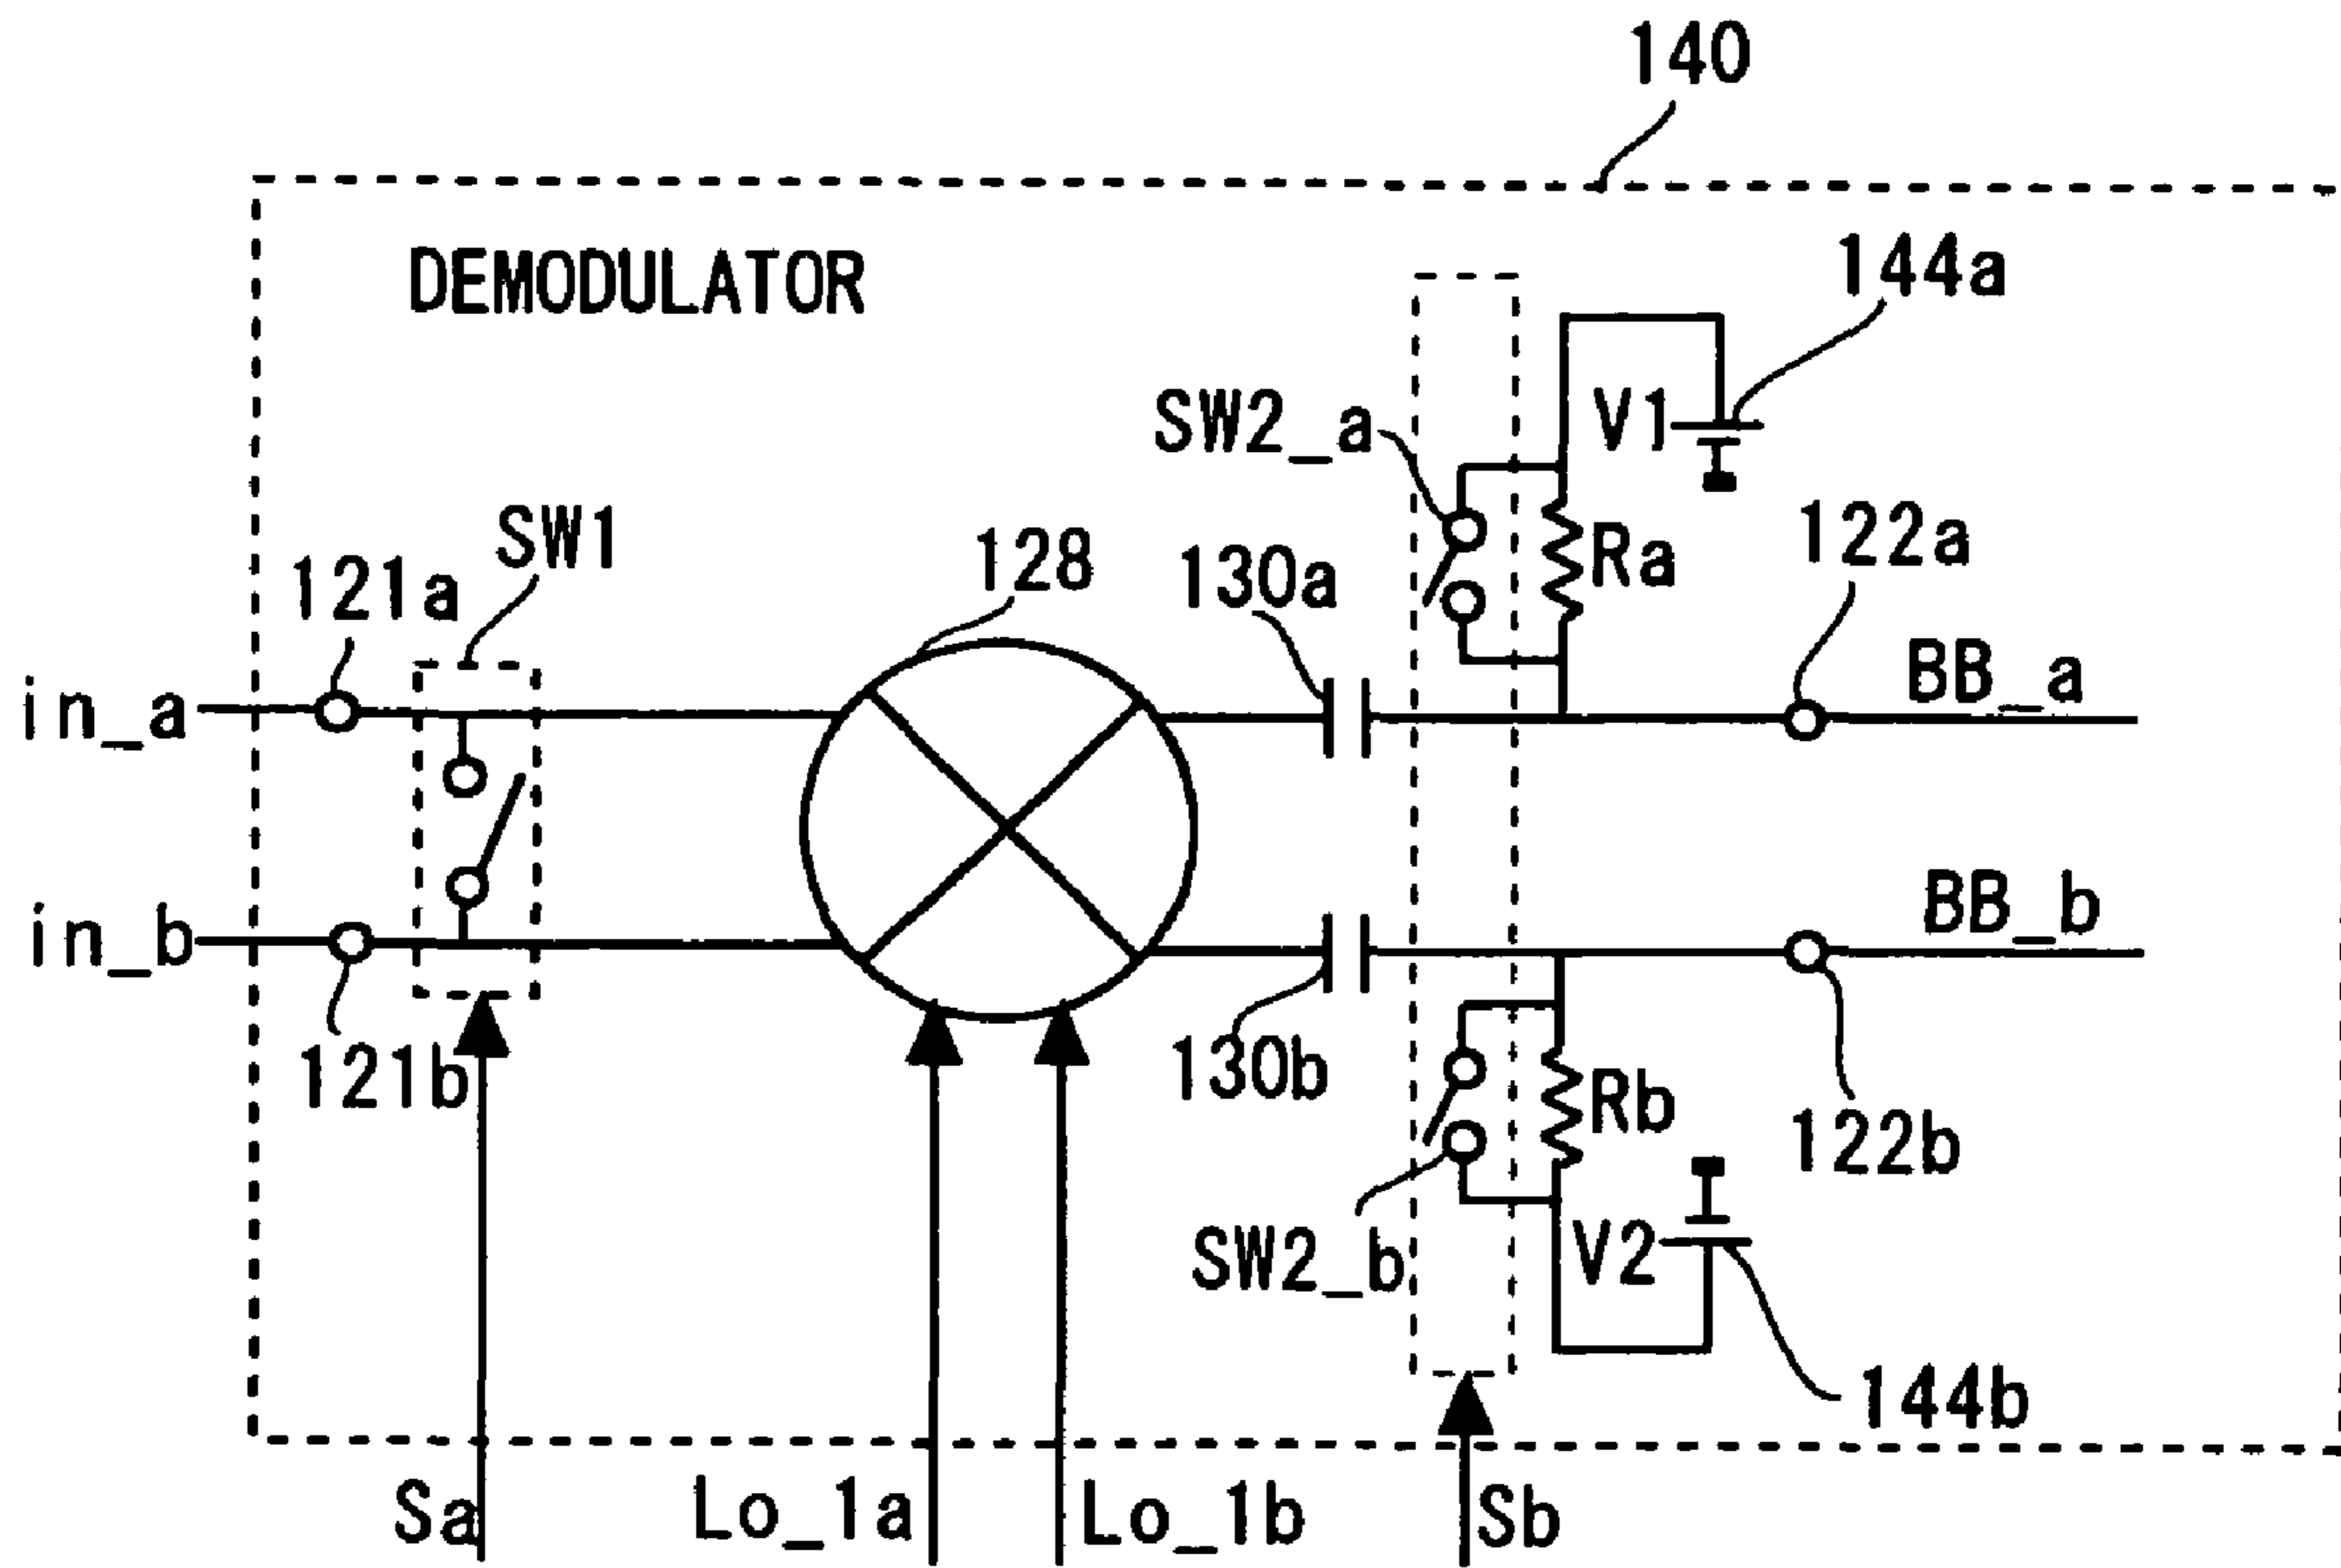 140
DEMODULATOR
144a
SW2_a
V1
SW1
128
122a
121a
130a
Ra
in_a
BB_a
in_b
BB_b
121b
130b
Rb
122b
SW2_b
V2
144b
Sa
Lo_1a
Lo_1b
Sb